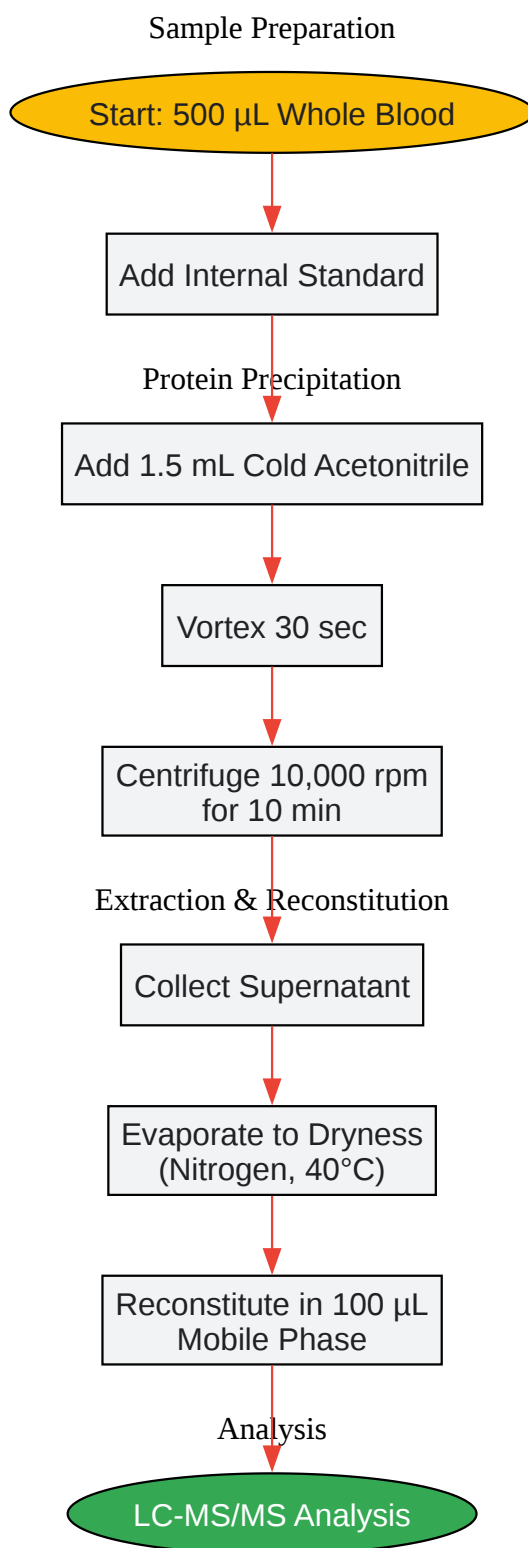 Sample Preparation
Start: 500 µL Whole Blood
Add Internal Standard
Protein Precipitation
Add 1.5 mL Cold Acetonitrile
Vortex 30 sec
Centrifuge 10,000 rpm
for 10 min
Extraction & Reconstitution
Collect Supernatant
Evaporate to Dryness
(Nitrogen, 40°C)
Reconstitute in 100 µL
Mobile Phase
Analysis
LC-MS/MS Analysis